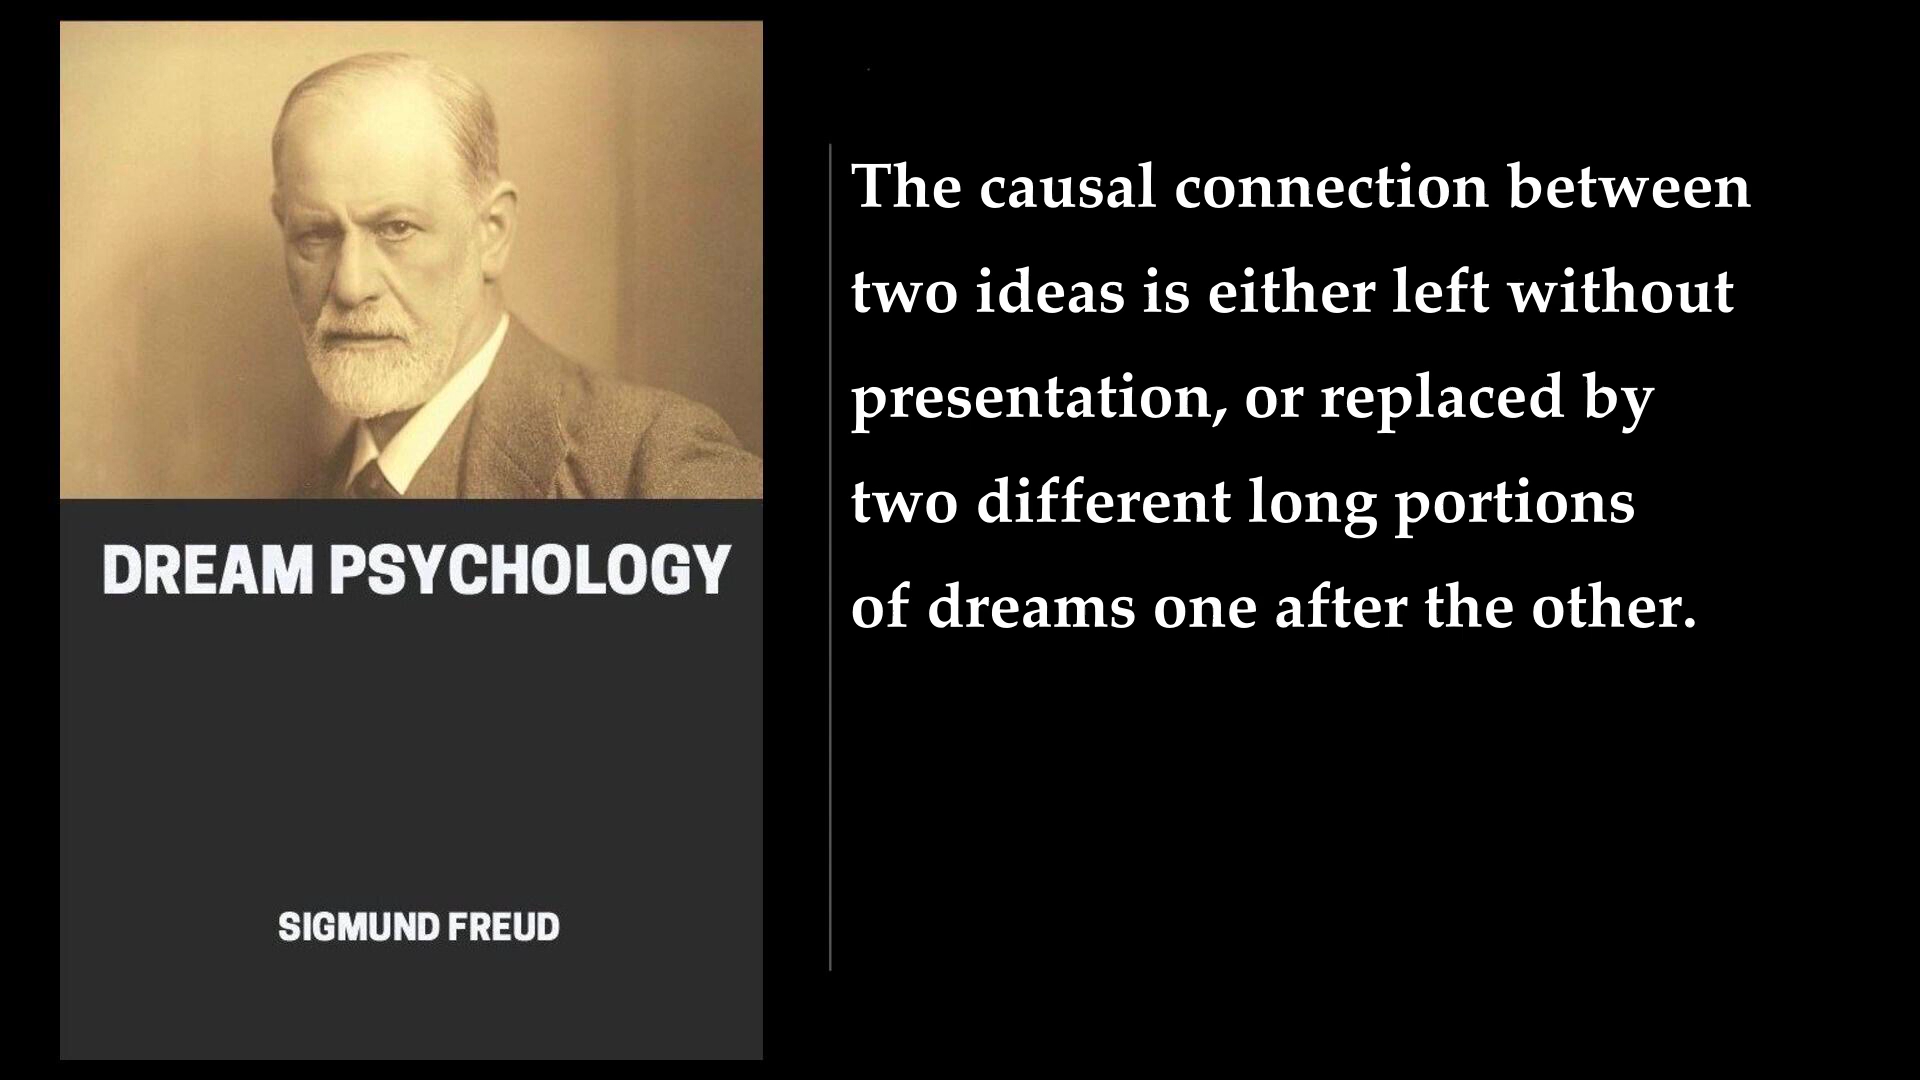 DREAM PSYCHOLOGY
SIGMUND FREUD
The causal connection between
two ideas is either left without
presentation, or replaced by
two different long portions
of dreams one after the other.